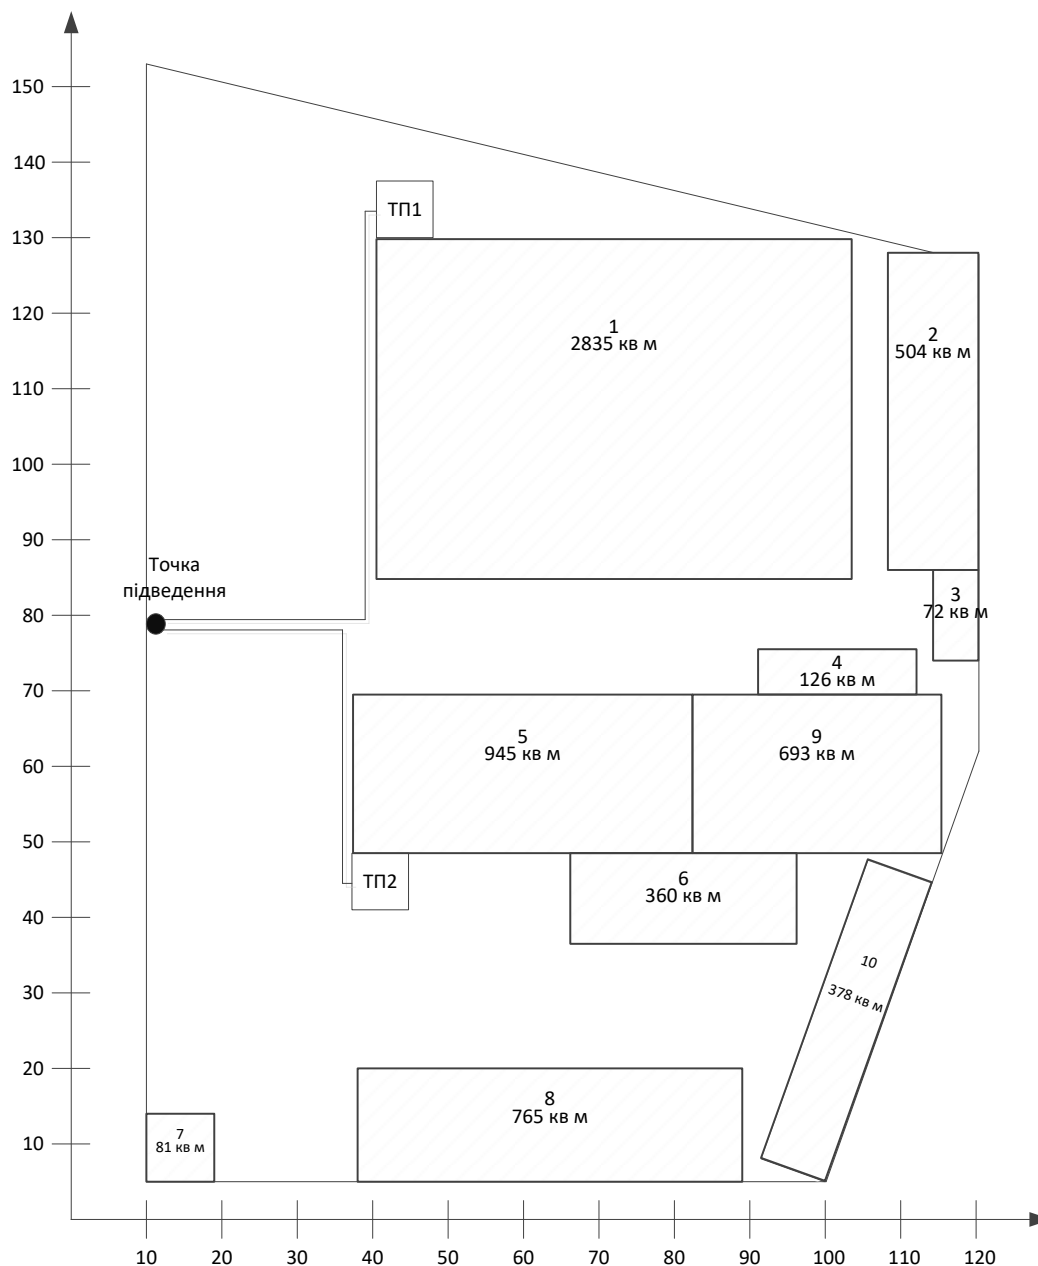 150
140
130
120
110
100
90
80
70
60
50
40
30
20
10
ТП1
1
2835 кв м
2
504 кв м
Точка
підведення
3
72 кв м
4
126 кв м
5
945 кв м
9
693 кв м
ТП2
6
360 кв м
10
378 кв м
8
765 кв м
7
81 кв м
10 20 30 40 50 60 70 80 90 100 110 120